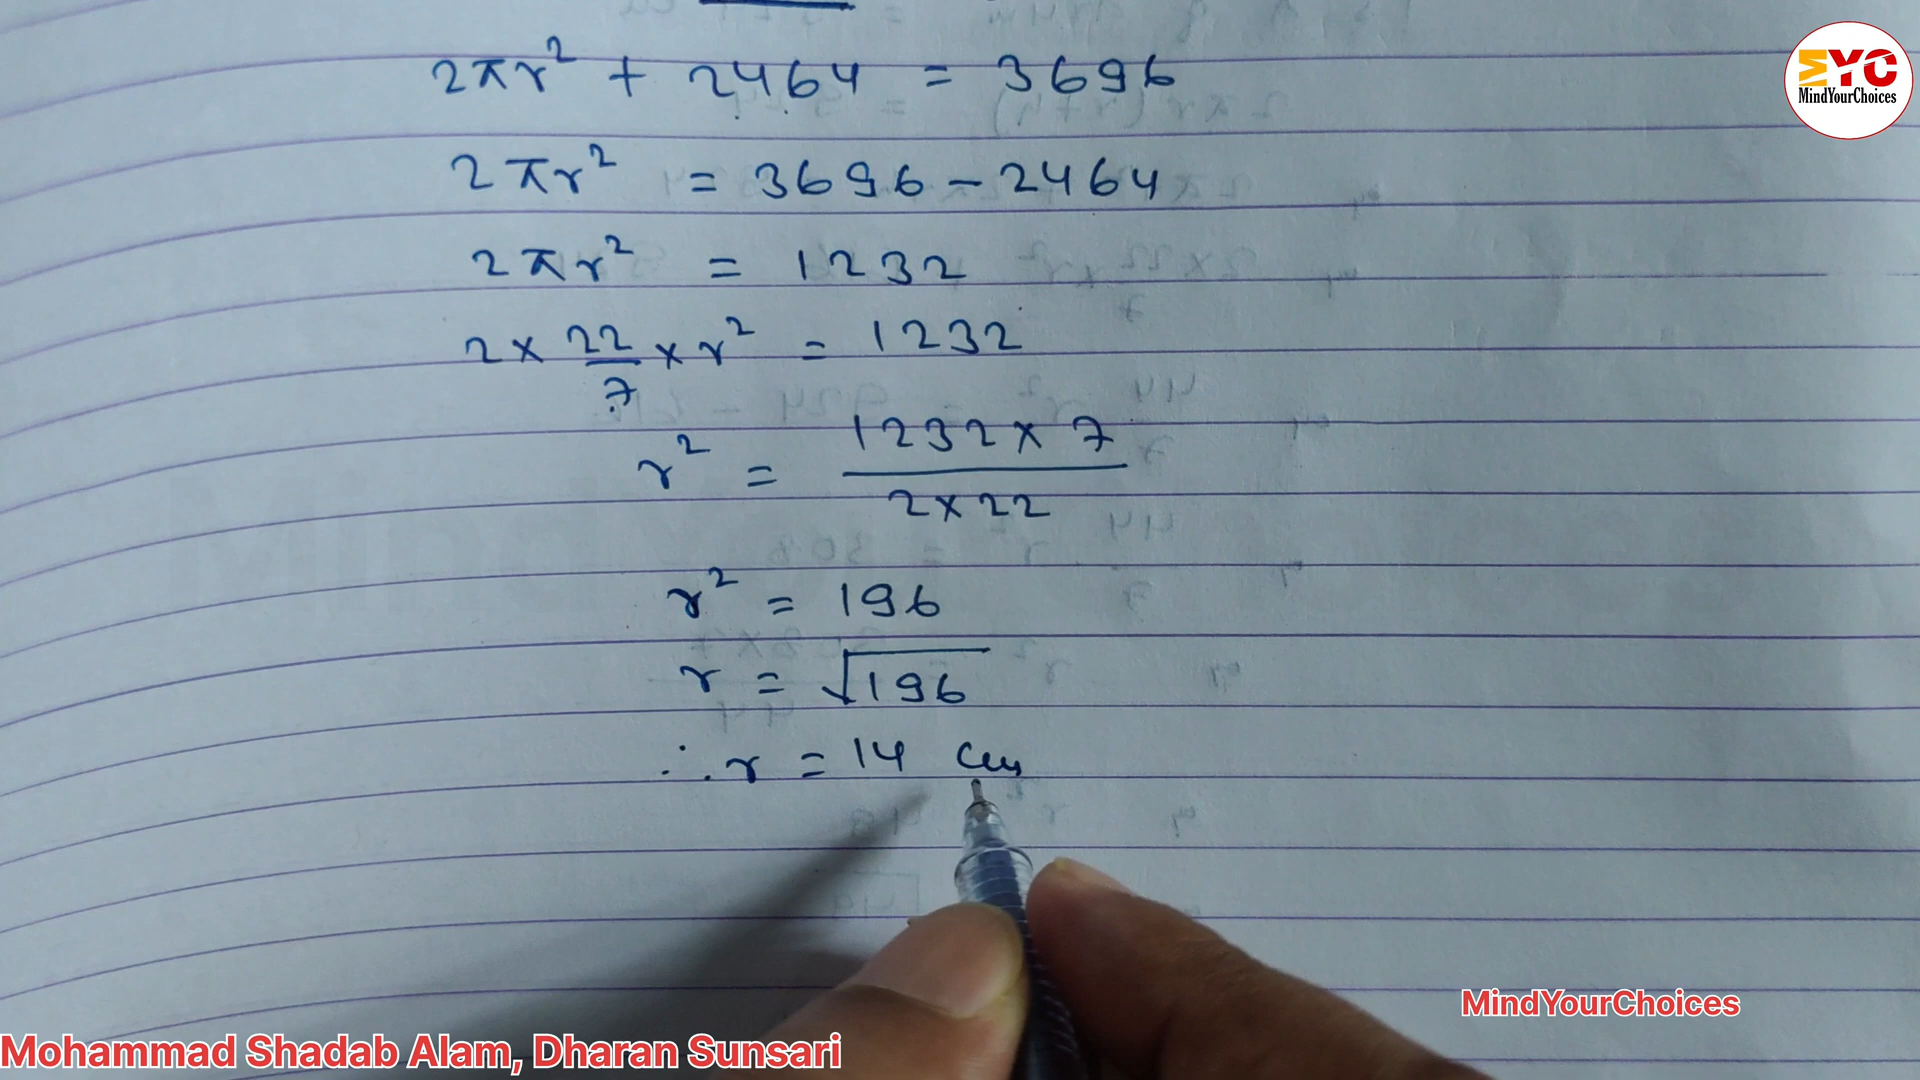 2πr² + 2464 = 3696
2πr² = 3696 - 2464
2πr² = 1232
2 × 22/7 × r² = 1232
r² = 1232 × 7 / 2 × 22
r² = 196
r = √196
∴ r = 14 cm
MYC
MindYourChoices
MindYourChoices
Mohammad Shadab Alam, Dharan Sunsari